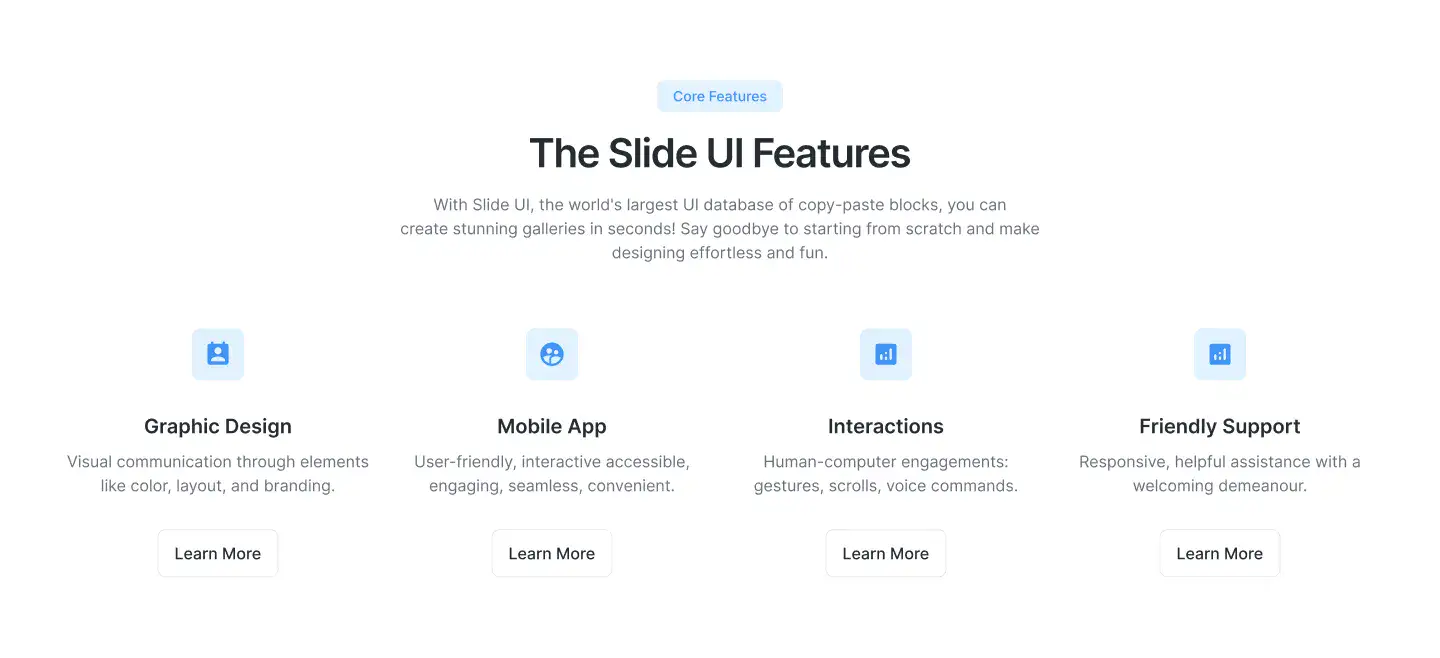 Core Features
The Slide UI Features
With Slide UI, the world's largest UI database of copy-paste blocks, you can
create stunning galleries in seconds! Say goodbye to starting from scratch and make
designing effortless and fun.
Graphic Design
Visual communication through elements
like color, layout, and branding.
Learn More
Mobile App
User-friendly, interactive accessible,
engaging, seamless, convenient.
Learn More
Interactions
Human-computer engagements:
gestures, scrolls, voice commands.
Learn More
Friendly Support
Responsive, helpful assistance with a
welcoming demeanour.
Learn More